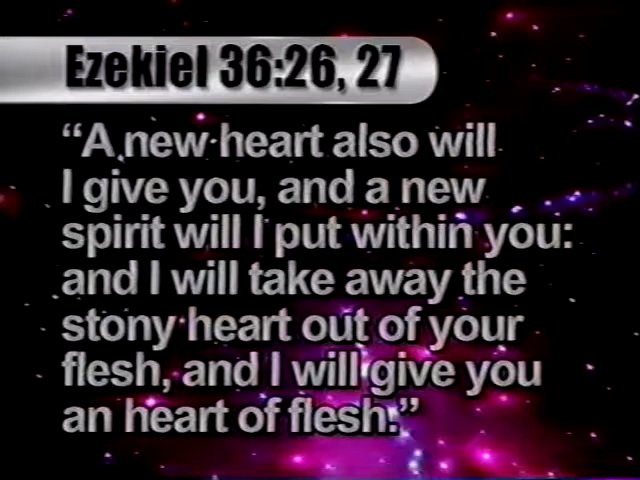 Ezekiel 36:26, 27
“A new heart also will
I give you, and a new
spirit will I put within you:
and I will take away the
stony heart out of your
flesh, and I will give you
an heart of flesh.”